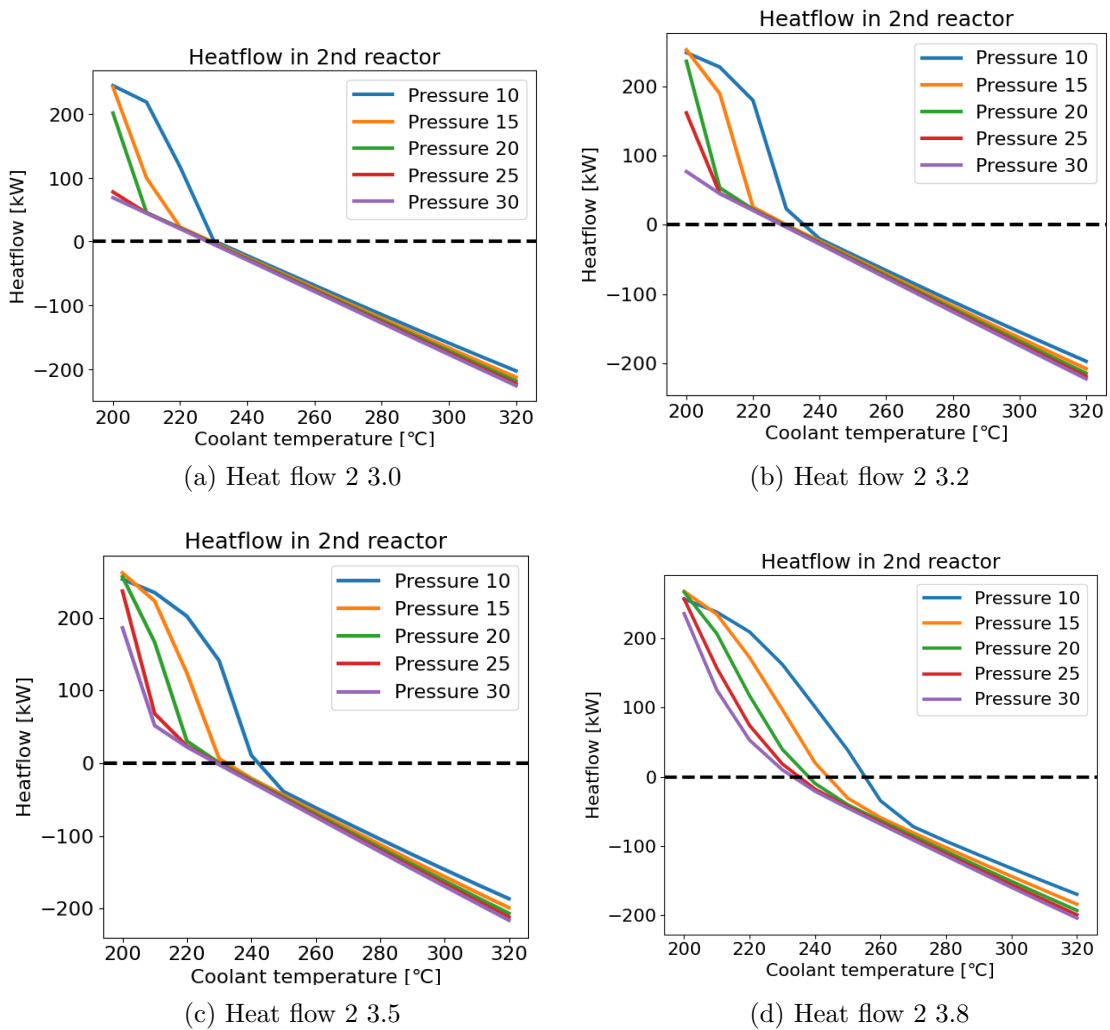 Heatflow in 2nd reactor
Heatflow [kW]
200
100
0
−100
−200
Pressure 10
Pressure 15
Pressure 20
Pressure 25
Pressure 30
200 220 240 260 280 300 320
Coolant temperature [°C]
(a) Heat flow 2 3.0
Heatflow in 2nd reactor
Heatflow [kW]
200
100
0
−100
−200
Pressure 10
Pressure 15
Pressure 20
Pressure 25
Pressure 30
200 220 240 260 280 300 320
Coolant temperature [°C]
(b) Heat flow 2 3.2
Heatflow in 2nd reactor
Heatflow [kW]
200
100
0
−100
−200
Pressure 10
Pressure 15
Pressure 20
Pressure 25
Pressure 30
200 220 240 260 280 300 320
Coolant temperature [°C]
(c) Heat flow 2 3.5
Heatflow in 2nd reactor
Heatflow [kW]
200
100
0
−100
−200
Pressure 10
Pressure 15
Pressure 20
Pressure 25
Pressure 30
200 220 240 260 280 300 320
Coolant temperature [°C]
(d) Heat flow 2 3.8